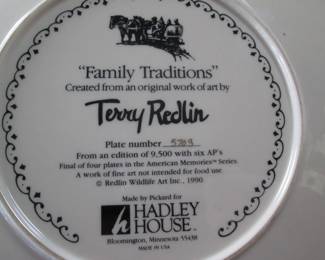 "Family Traditions"
Created from an original work of art by
Terry Redlin
Plate number
From an edition of 9,500 with six AP's
Final of four plates in the American Memories™ Series
A work of fine art not intended for food use
© Redlin Wildlife Art Inc., 1990
Made by Pickard for
HADLEY
HOUSE
Bloomington, Minnesota 55438
MADE IN USA